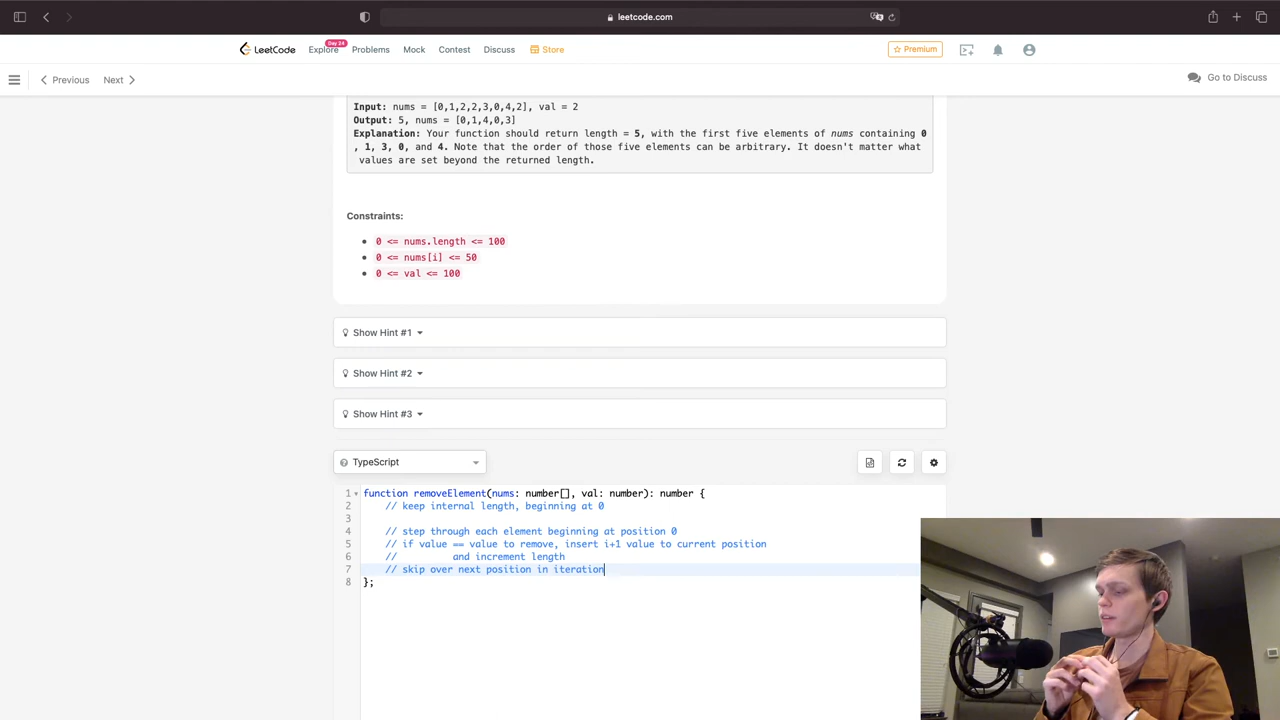 leetcode.com
LeetCode
Explore
Day 34
Problems
Mock
Contest
Discuss
Store
Premium
Previous
Next
Go to Discuss
Input: nums = [0,1,2,2,3,0,4,2], val = 2
Output: 5, nums = [0,1,4,0,3]
Explanation: Your function should return length = 5, with the first five elements of nums containing 0
, 1, 3, 0, and 4. Note that the order of those five elements can be arbitrary. It doesn't matter what
values are set beyond the returned length.
Constraints:
0 <= nums.length <= 100
0 <= nums[i] <= 50
0 <= val <= 100
Show Hint #1
Show Hint #2
Show Hint #3
TypeScript
1 function removeElement(nums: number[], val: number): number {
2 // keep internal length, beginning at 0
3
4 // step through each element beginning at position 0
5 // if value == value to remove, insert i+1 value to current position
6 // and increment length
7 // skip over next position in iteration
8 };